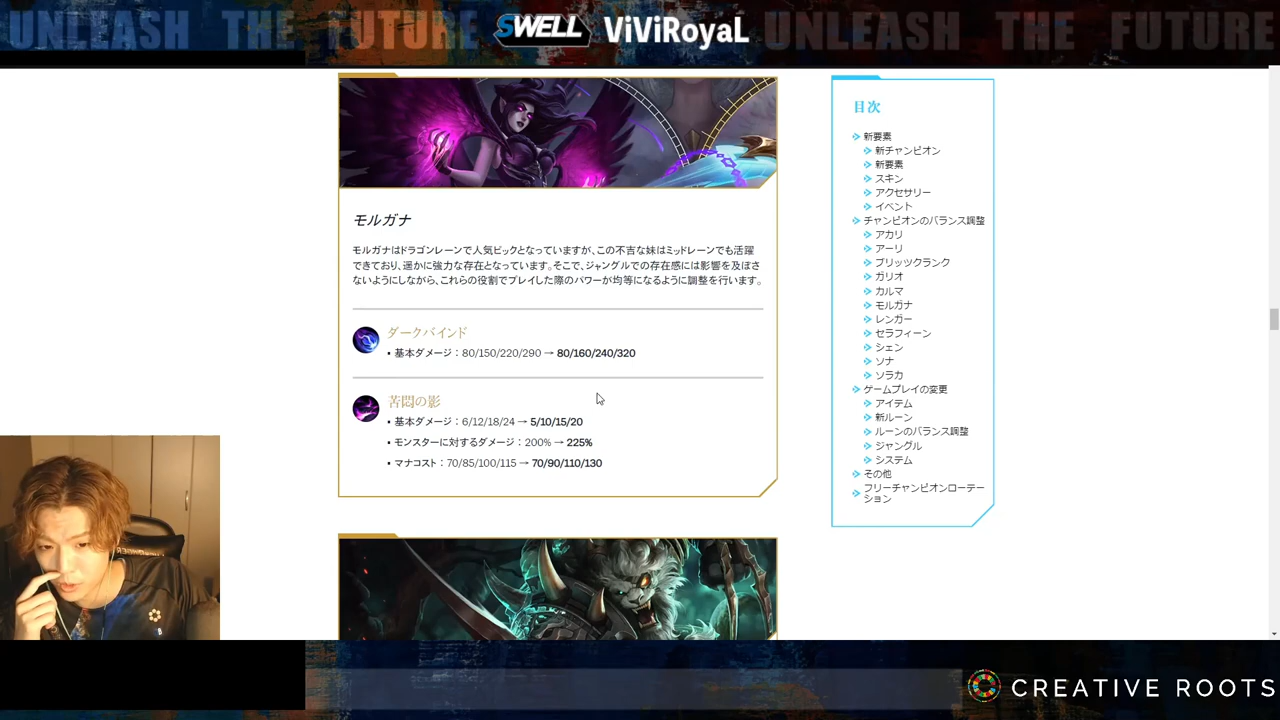 UNLEASH THE FUTURE SWELL ViViRoyaL UNLEASH THE FUTURE
モルガナ
モルガナはドラゴンレーンで人気ピックとなっていますが、この不吉な妹はミッドレーンでも活躍
できており、遥かに強力な存在となっています。そこで、ジャングルでの存在感には影響を及ぼさ
ないようにしながら、これらの役割でプレイした際のパワーが均等になるように調整を行います。
ダークバインド
• 基本ダメージ：80/150/220/290 → 80/160/240/320
苦悶の影
• 基本ダメージ：6/12/18/24 → 5/10/15/20
• モンスターに対するダメージ：200% → 225%
• マナコスト：70/85/100/115 → 70/90/110/130
目次
新要素
新チャンピオン
新要素
スキン
アクセサリー
イベント
チャンピオンのバランス調整
アカリ
アーリ
ブリッツクランク
ガリオ
カルマ
モルガナ
レンガー
セラフィーン
シェン
ソナ
ソラカ
ゲームプレイの変更
アイテム
新ルーン
ルーンのバランス調整
ジャングル
システム
その他
フリーチャンピオンローテー
ション
CREATIVE ROOTS